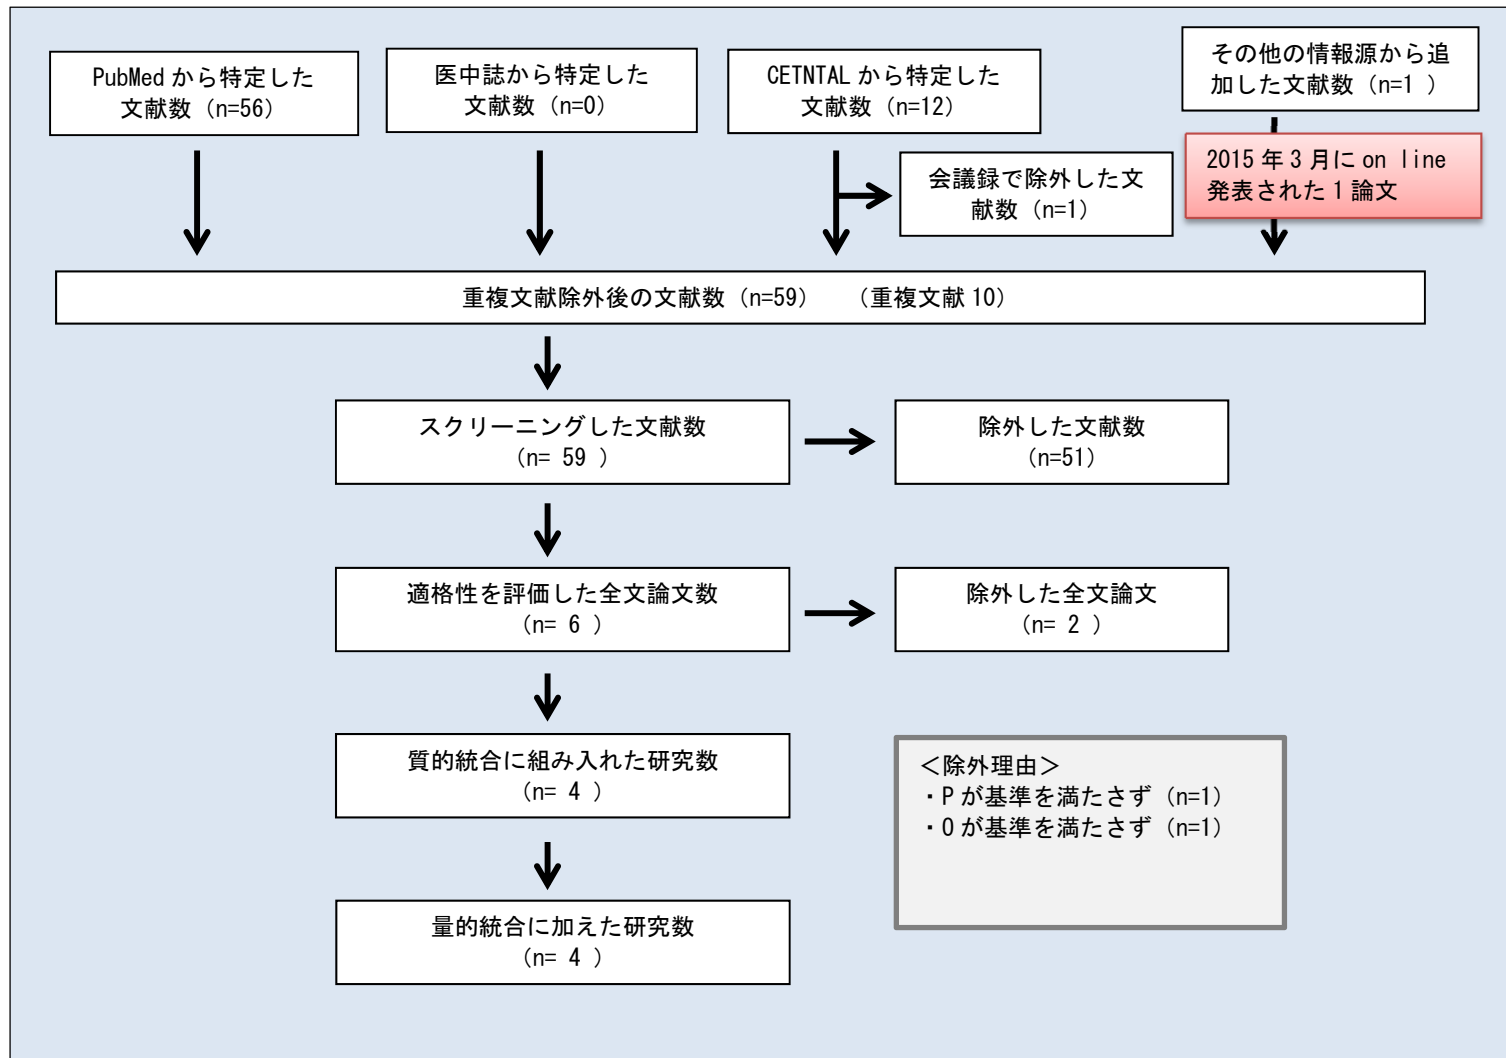 PubMed から特定した
文献数（n=56）
医中誌から特定した
文献数（n=0）
CETNTAL から特定した
文献数（n=12）
その他の情報源から追
加した文献数（n=1 ）
2015 年 3 月に on line
発表された 1 論文
会議録で除外した文
献数（n=1）
重複文献除外後の文献数（n=59）　　（重複文献 10）
スクリーニングした文献数
（n= 59 ）
除外した文献数
（n=51）
適格性を評価した全文論文数
（n= 6 ）
除外した全文論文
（n= 2 ）
質的統合に組み入れた研究数
（n= 4 ）
＜除外理由＞
・P が基準を満たさず（n=1）
・O が基準を満たさず（n=1）
量的統合に加えた研究数
（n= 4 ）